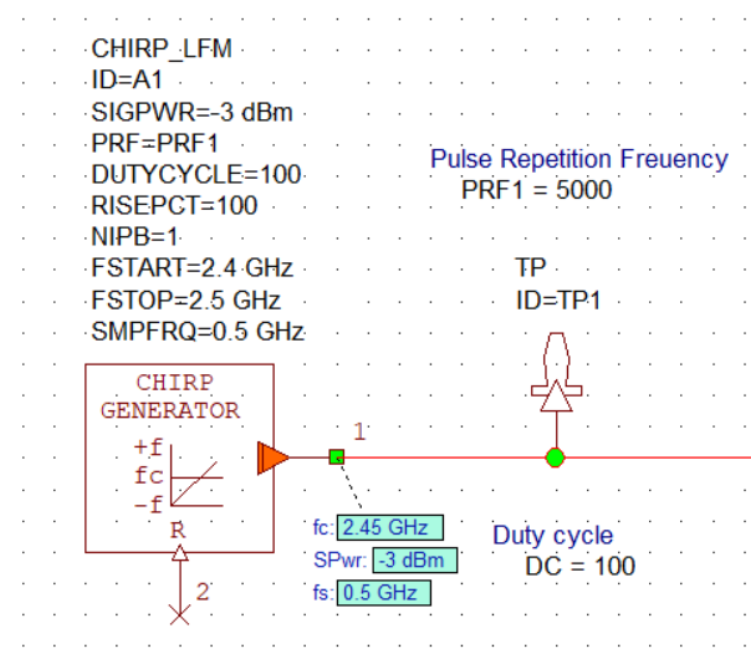 CHIRP_LFM
ID=A1
SIGPWR=-3 dBm
PRF=PRF1
DUTYCYCLE=100
RISEPCT=100
NIPB=1
FSTART=2.4 GHz
FSTOP=2.5 GHz
SMPFRQ=0.5 GHz
Pulse Repetition Freuency
PRF1 = 5000
TP
ID=TP1
CHIRP
GENERATOR
+f
fc
-f
R
1
2
fc: 2.45 GHz
SPwr: -3 dBm
fs: 0.5 GHz
Duty cycle
DC = 100